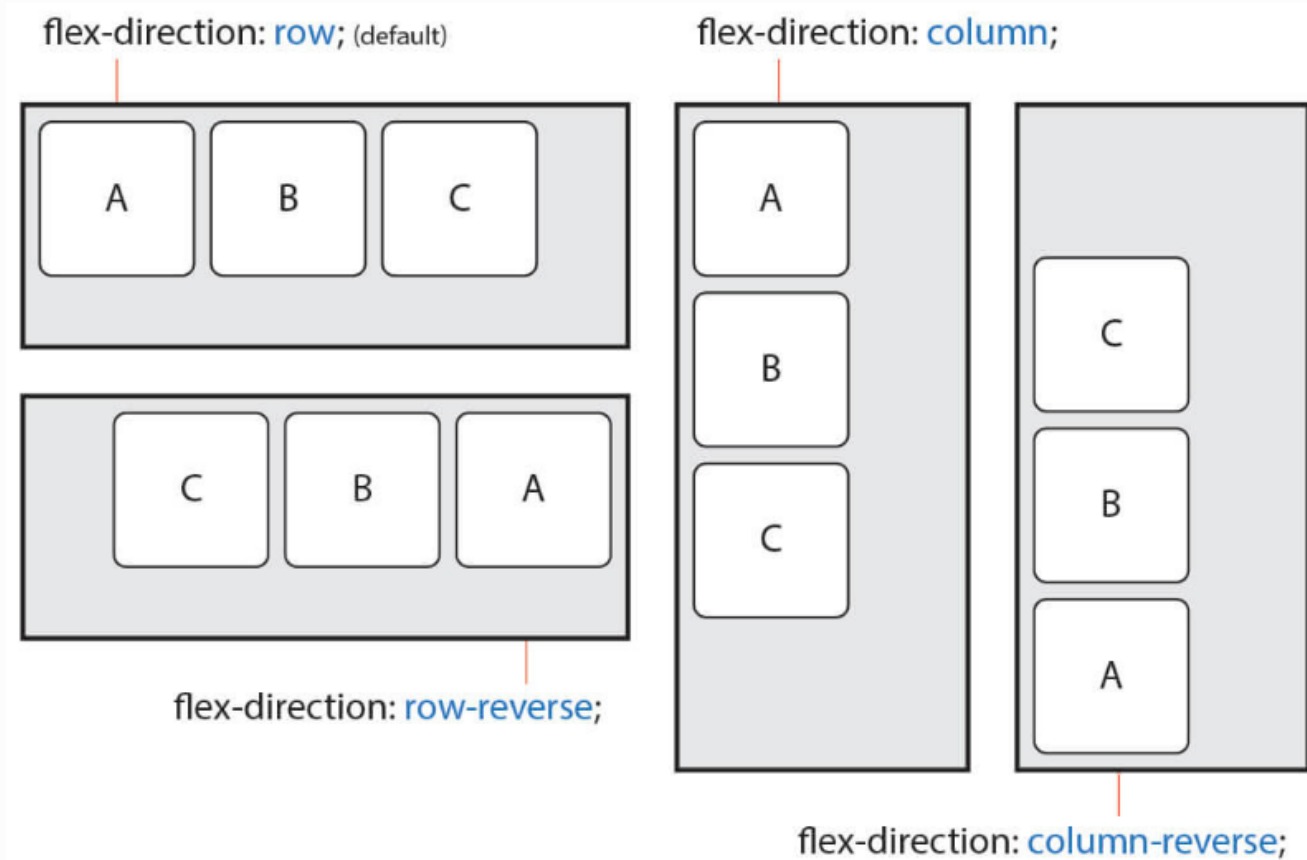 flex-direction: row; (default)
A B C
C B A
flex-direction: row-reverse;
flex-direction: column;
A
B
C
C
B
A
flex-direction: column-reverse;